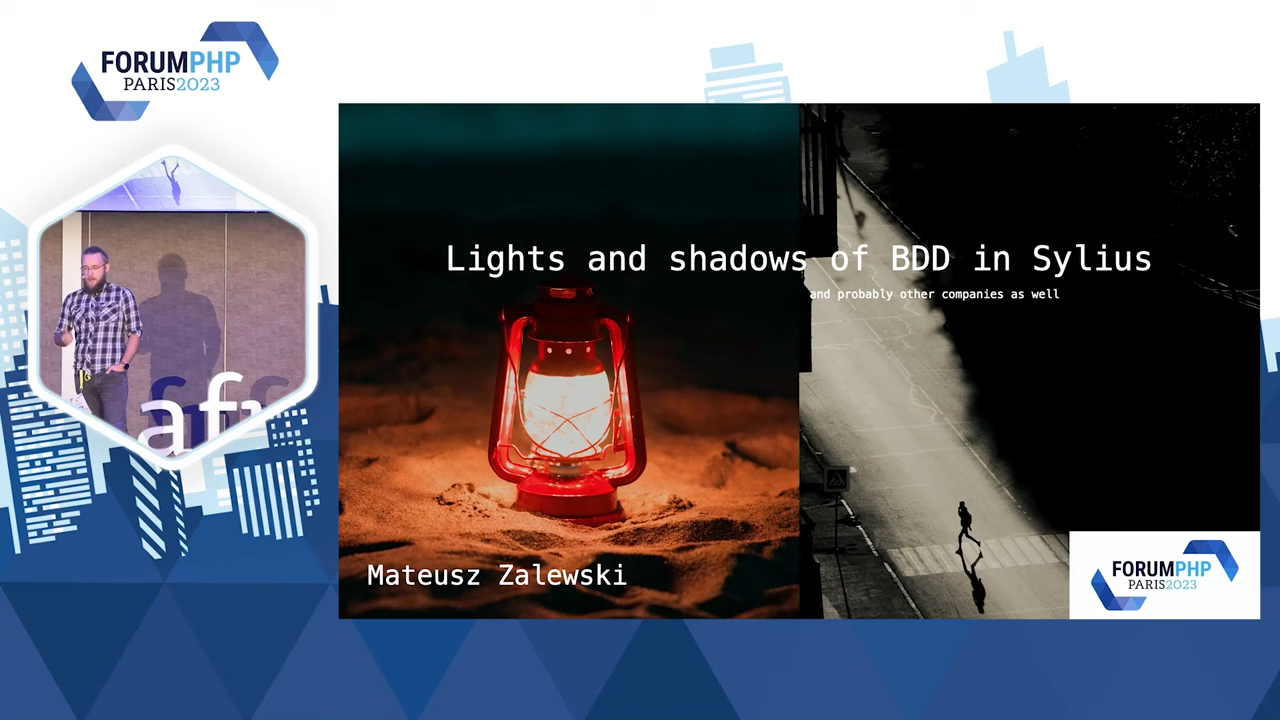 FORUMPHP
PARIS2023
Lights and shadows of BDD in Sylius
and probably other companies as well
Mateusz Zalewski
FORUMPHP
PARIS2023